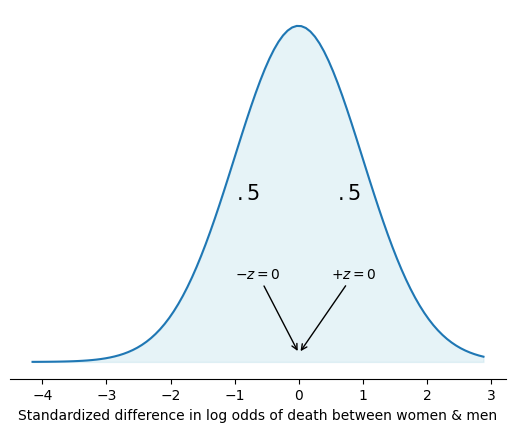 .5 .5
−z = 0 +z = 0
−4 −3 −2 −1 0 1 2 3
Standardized difference in log odds of death between women & men